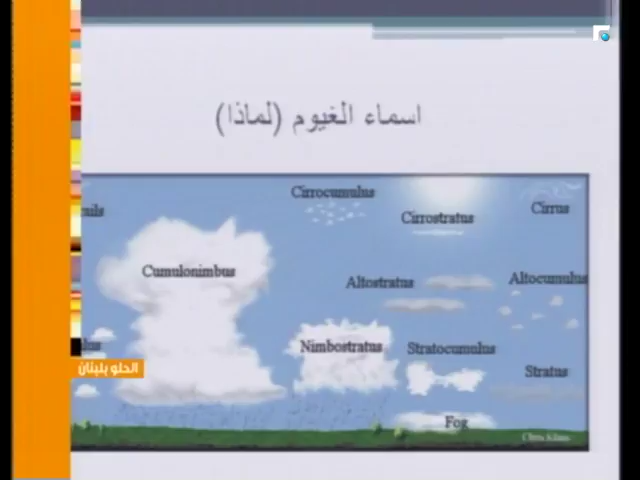 اسماء الغيوم (لماذا)
Cirrocumulus
Cirrostratus
Cirrus
Cumulonimbus
Altostratus
Altocumulus
Nimbostratus
Stratocumulus
Stratus
الحلو بلبنان
Fog